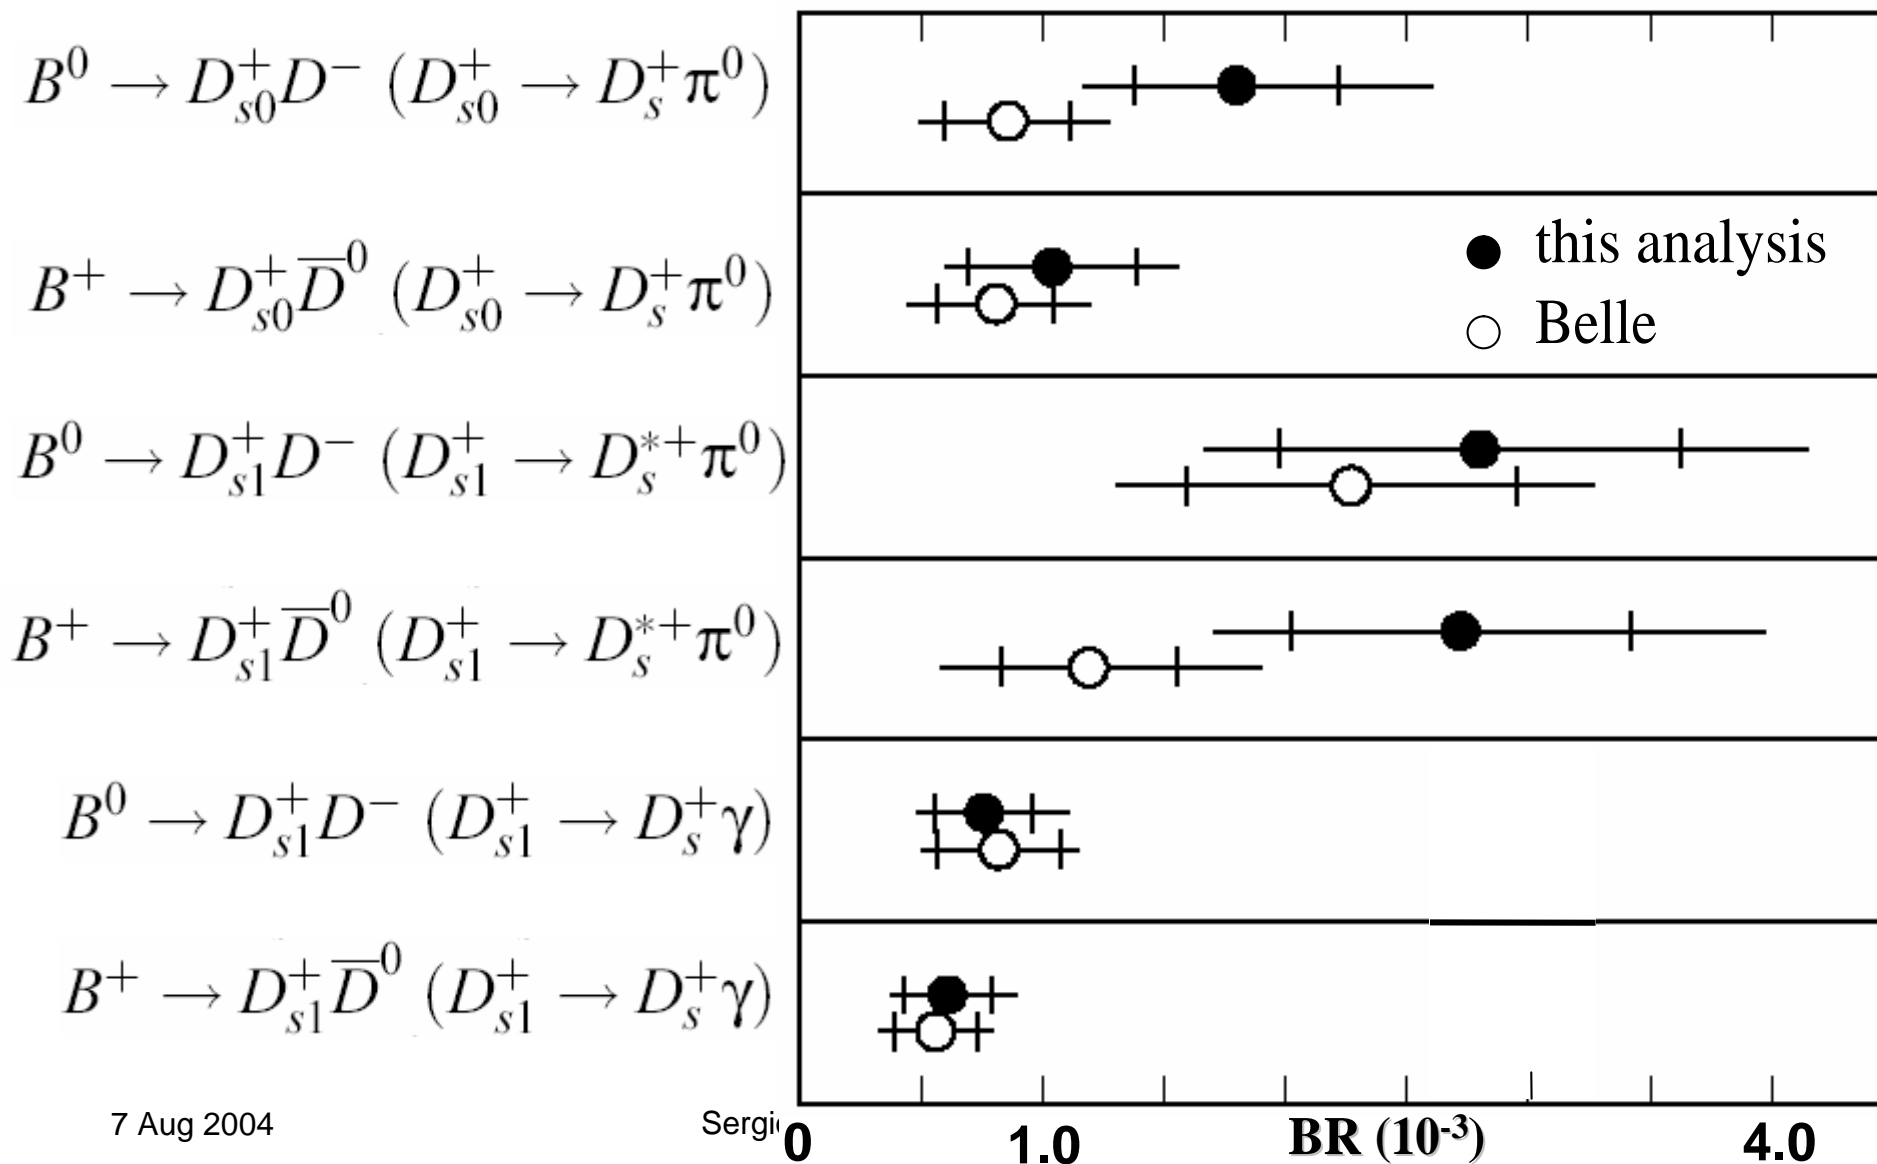 B⁰ → D⁺ₛ₀D⁻ (D⁺ₛ₀ → D⁺ₛπ⁰)
B⁺ → D⁺ₛ₀D̅⁰ (D⁺ₛ₀ → D⁺ₛπ⁰)
this analysis
Belle
B⁰ → D⁺ₛ₁D⁻ (D⁺ₛ₁ → D*⁺ₛπ⁰)
B⁺ → D⁺ₛ₁D̅⁰ (D⁺ₛ₁ → D*⁺ₛπ⁰)
B⁰ → D⁺ₛ₁D⁻ (D⁺ₛ₁ → D⁺ₛγ)
B⁺ → D⁺ₛ₁D̅⁰ (D⁺ₛ₁ → D⁺ₛγ)
7 Aug 2004
0 1.0 BR (10⁻³) 4.0